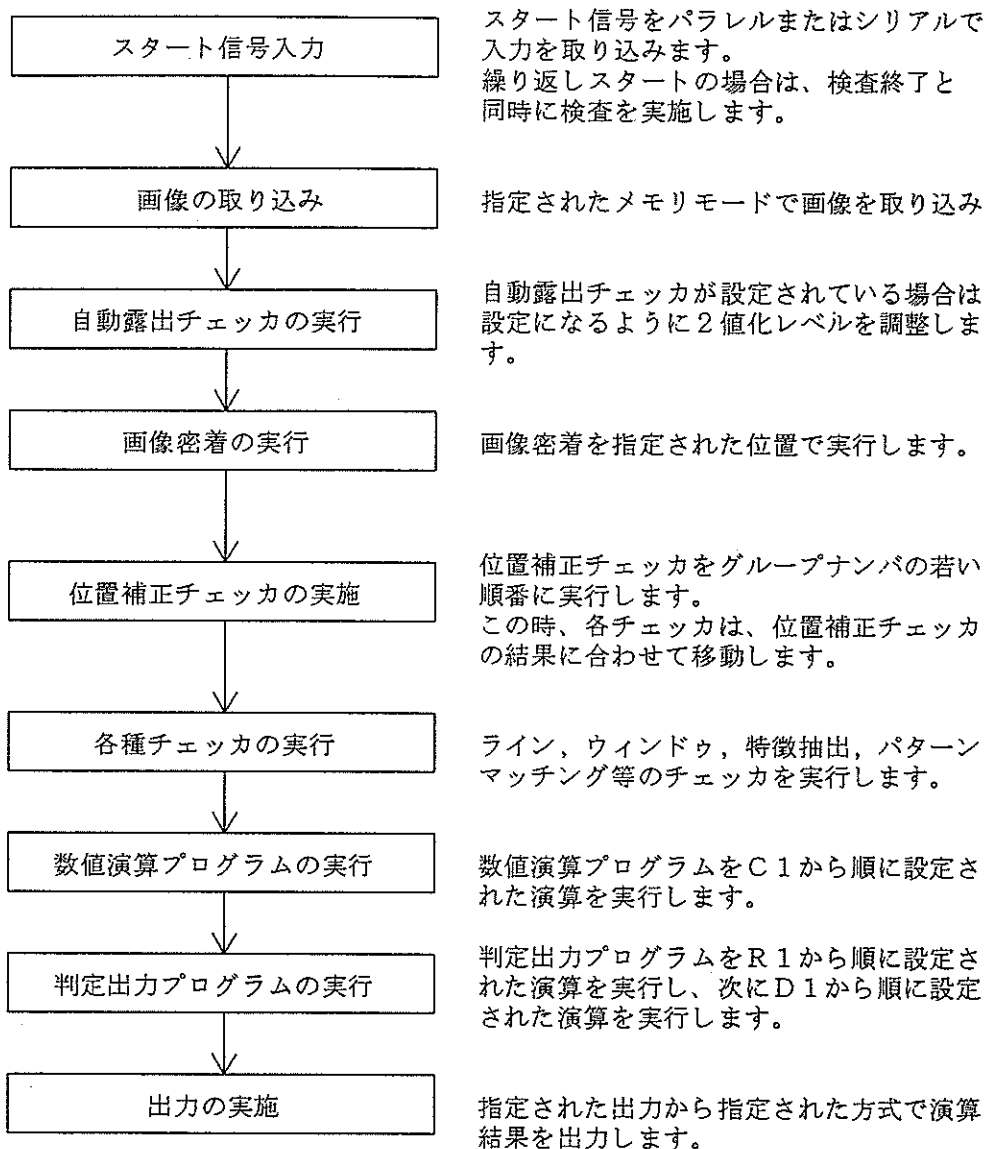 スタート信号入力
スタート信号をパラレルまたはシリアルで
入力を取り込みます。
繰り返しスタートの場合は、検査終了と
同時に検査を実施します。
画像の取り込み
指定されたメモリモードで画像を取り込み
自動露出チェッカの実行
自動露出チェッカが設定されている場合は
設定になるように2値化レベルを調整しま
す。
画像密着の実行
画像密着を指定された位置で実行します。
位置補正チェッカの実施
位置補正チェッカをグループナンバの若い
順番に実行します。
この時、各チェッカは、位置補正チェッカ
の結果に合わせて移動します。
各種チェッカの実行
ライン,ウィンドゥ,特徴抽出,パターン
マッチング等のチェッカを実行します。
数値演算プログラムの実行
数値演算プログラムをC1から順に設定さ
れた演算を実行します。
判定出力プログラムの実行
判定出力プログラムをR1から順に設定さ
れた演算を実行し、次にD1から順に設定
された演算を実行します。
出力の実施
指定された出力から指定された方式で演算
結果を出力します。